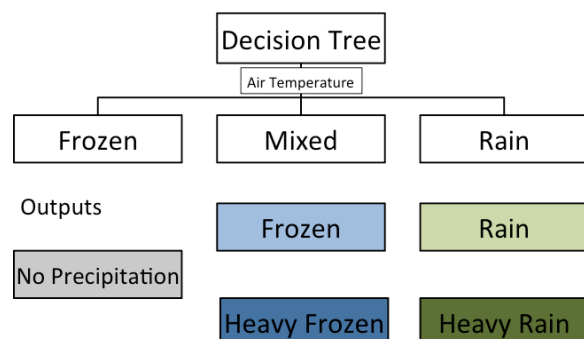 Decision Tree
Air Temperature
Frozen
Mixed
Rain
Outputs
Frozen
Rain
No Precipitation
Heavy Frozen
Heavy Rain